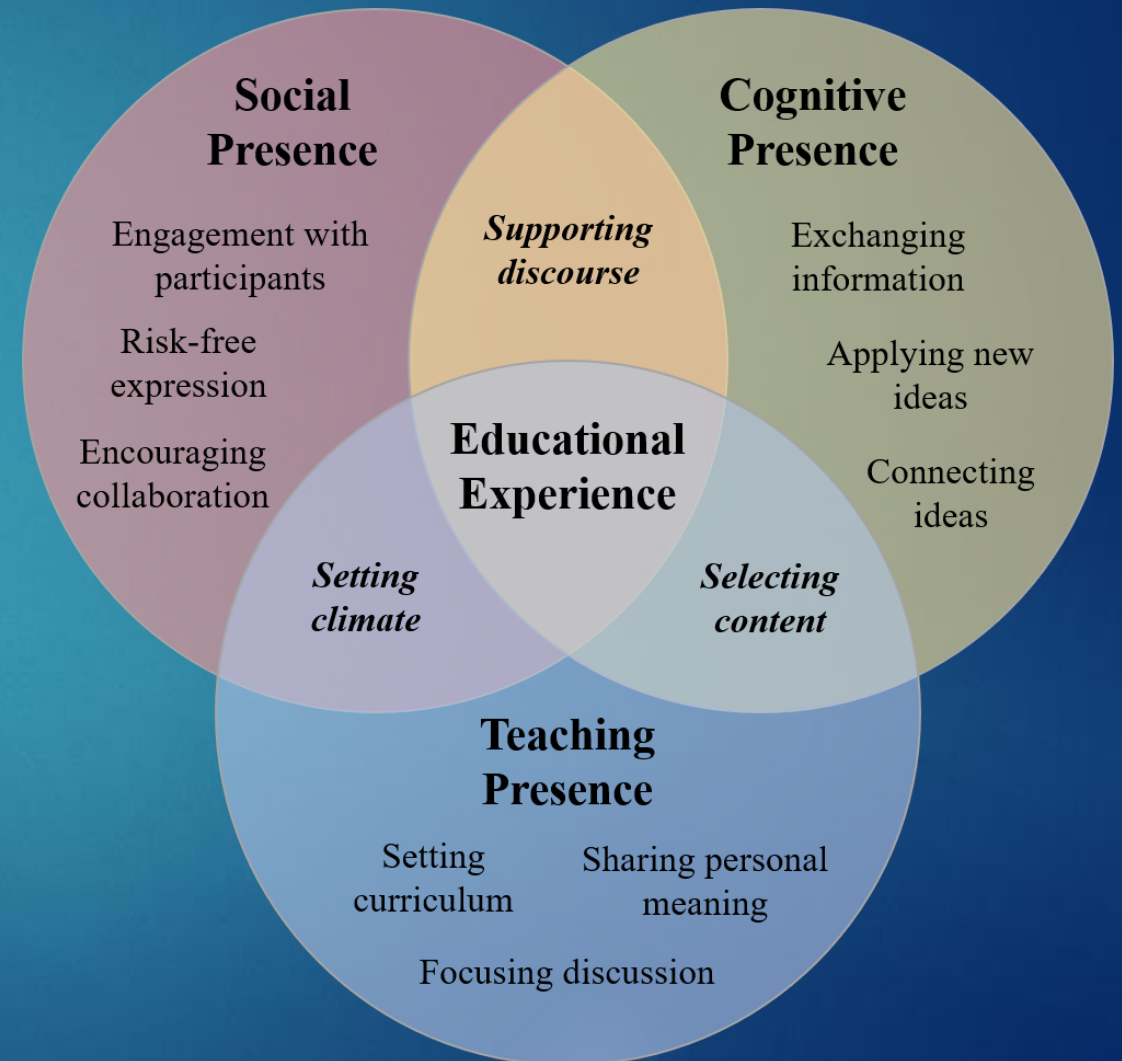 Social
Presence
Engagement with
participants
Risk-free
expression
Encouraging
collaboration
Cognitive
Presence
Exchanging
information
Applying new
ideas
Connecting
ideas
Supporting
discourse
Educational
Experience
Setting
climate
Selecting
content
Teaching
Presence
Setting
curriculum
Sharing personal
meaning
Focusing discussion